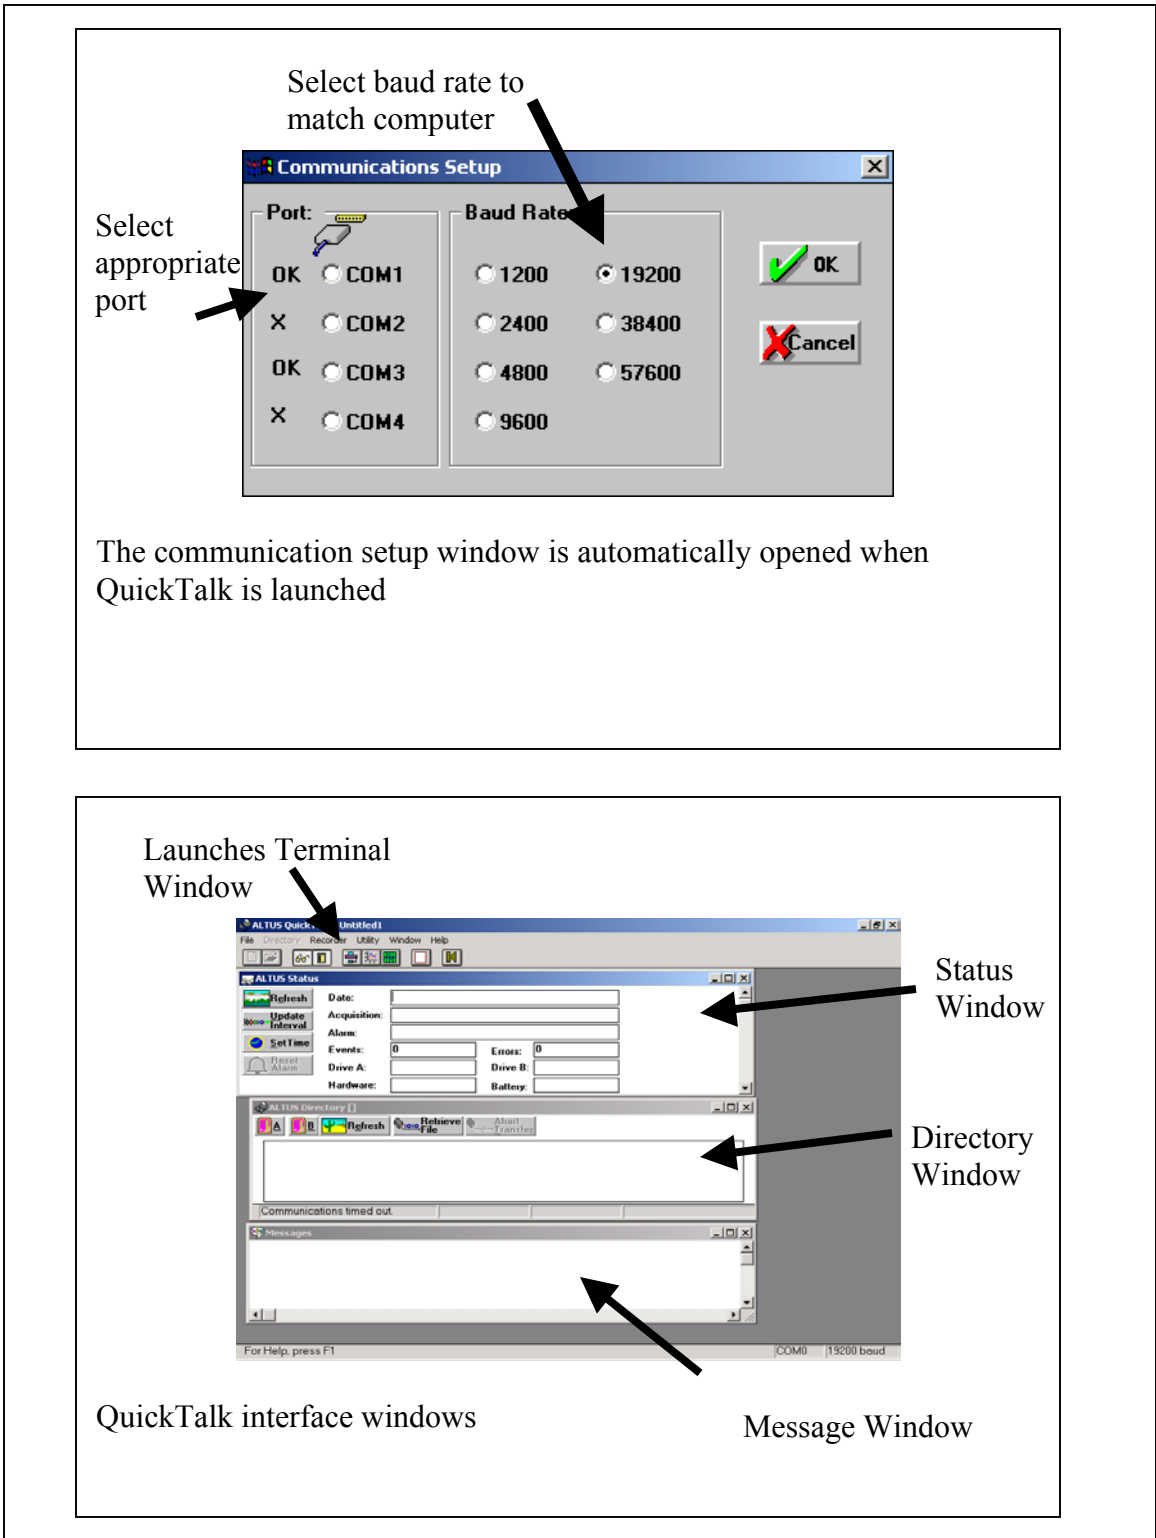 Select baud rate to
match computer
Communications Setup
Select
appropriate
port
Port:
OK COM1
X COM2
OK COM3
X COM4
Baud Rate
1200 19200
2400 38400
4800 57600
9600
OK
Cancel
The communication setup window is automatically opened when
QuickTalk is launched
Launches Terminal
Window
ALTUS Quick Untitled1
File Directory Recorder Utility Window Help
ALTUS Status
Refresh
Update
Interval
SetTime
Reset
Alarm
Date:
Acquisition:
Alarm:
Events: 0 Errors: 0
Drive A: Drive B:
Hardware: Battery:
Status
Window
ALTUS Directory []
A B Refresh Retrieve
File
Abort
Transfer
Communications timed out.
Directory
Window
Messages
For Help, press F1 COM0 19200 baud
QuickTalk interface windows
Message Window